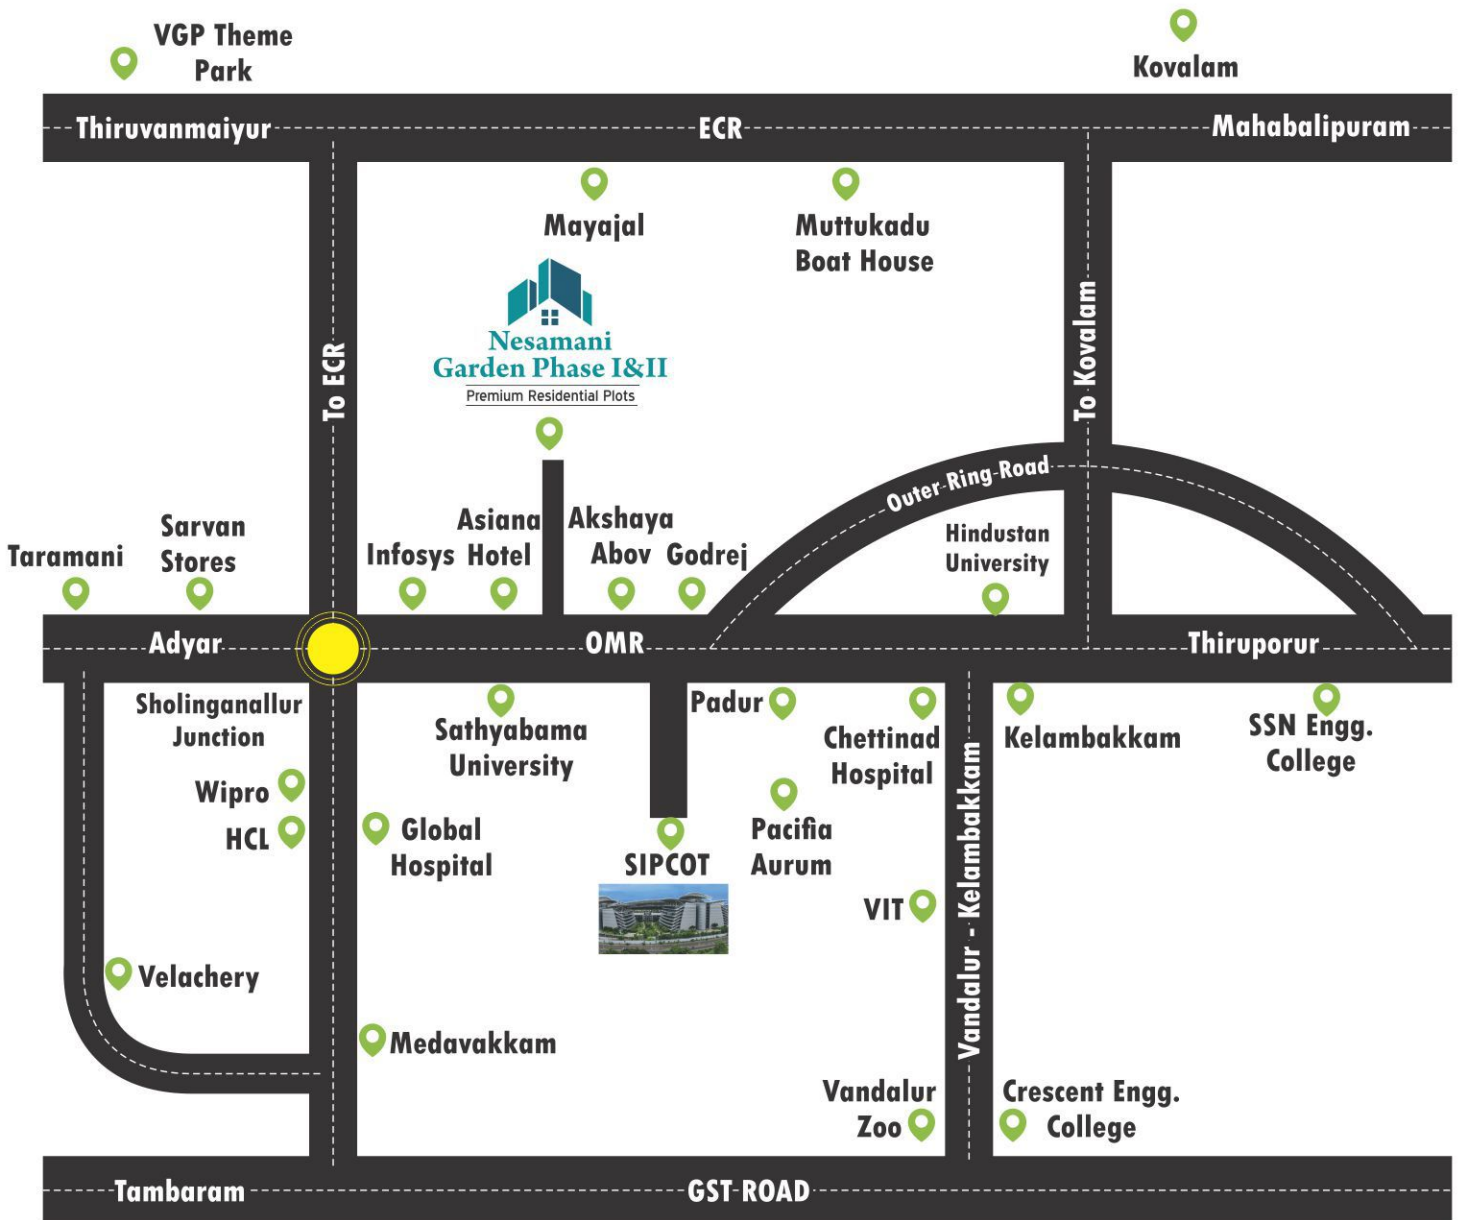 VGP Theme
Park
Kovalam
Thiruvanmaiyur
ECR
Mahabalipuram
Mayajal
Muttukadu
Boat House
To ECR
To Kovalam
Nesamani
Garden Phase I&II
Premium Residential Plots
Outer Ring Road
Taramani
Sarvan
Stores
Infosys
Asiana
Hotel
Akshaya
Abov
Godrej
Hindustan
University
Adyar
OMR
Thiruporur
Sholinganallur
Junction
Sathyabama
University
Padur
Chettinad
Hospital
Kelambakkam
SSN Engg.
College
Wipro
HCL
Global
Hospital
SIPCOT
Pacifia
Aurum
VIT
Vandalur - Kelambakkam
Velachery
Medavakkam
Vandalur
Zoo
Crescent Engg.
College
Tambaram
GST ROAD